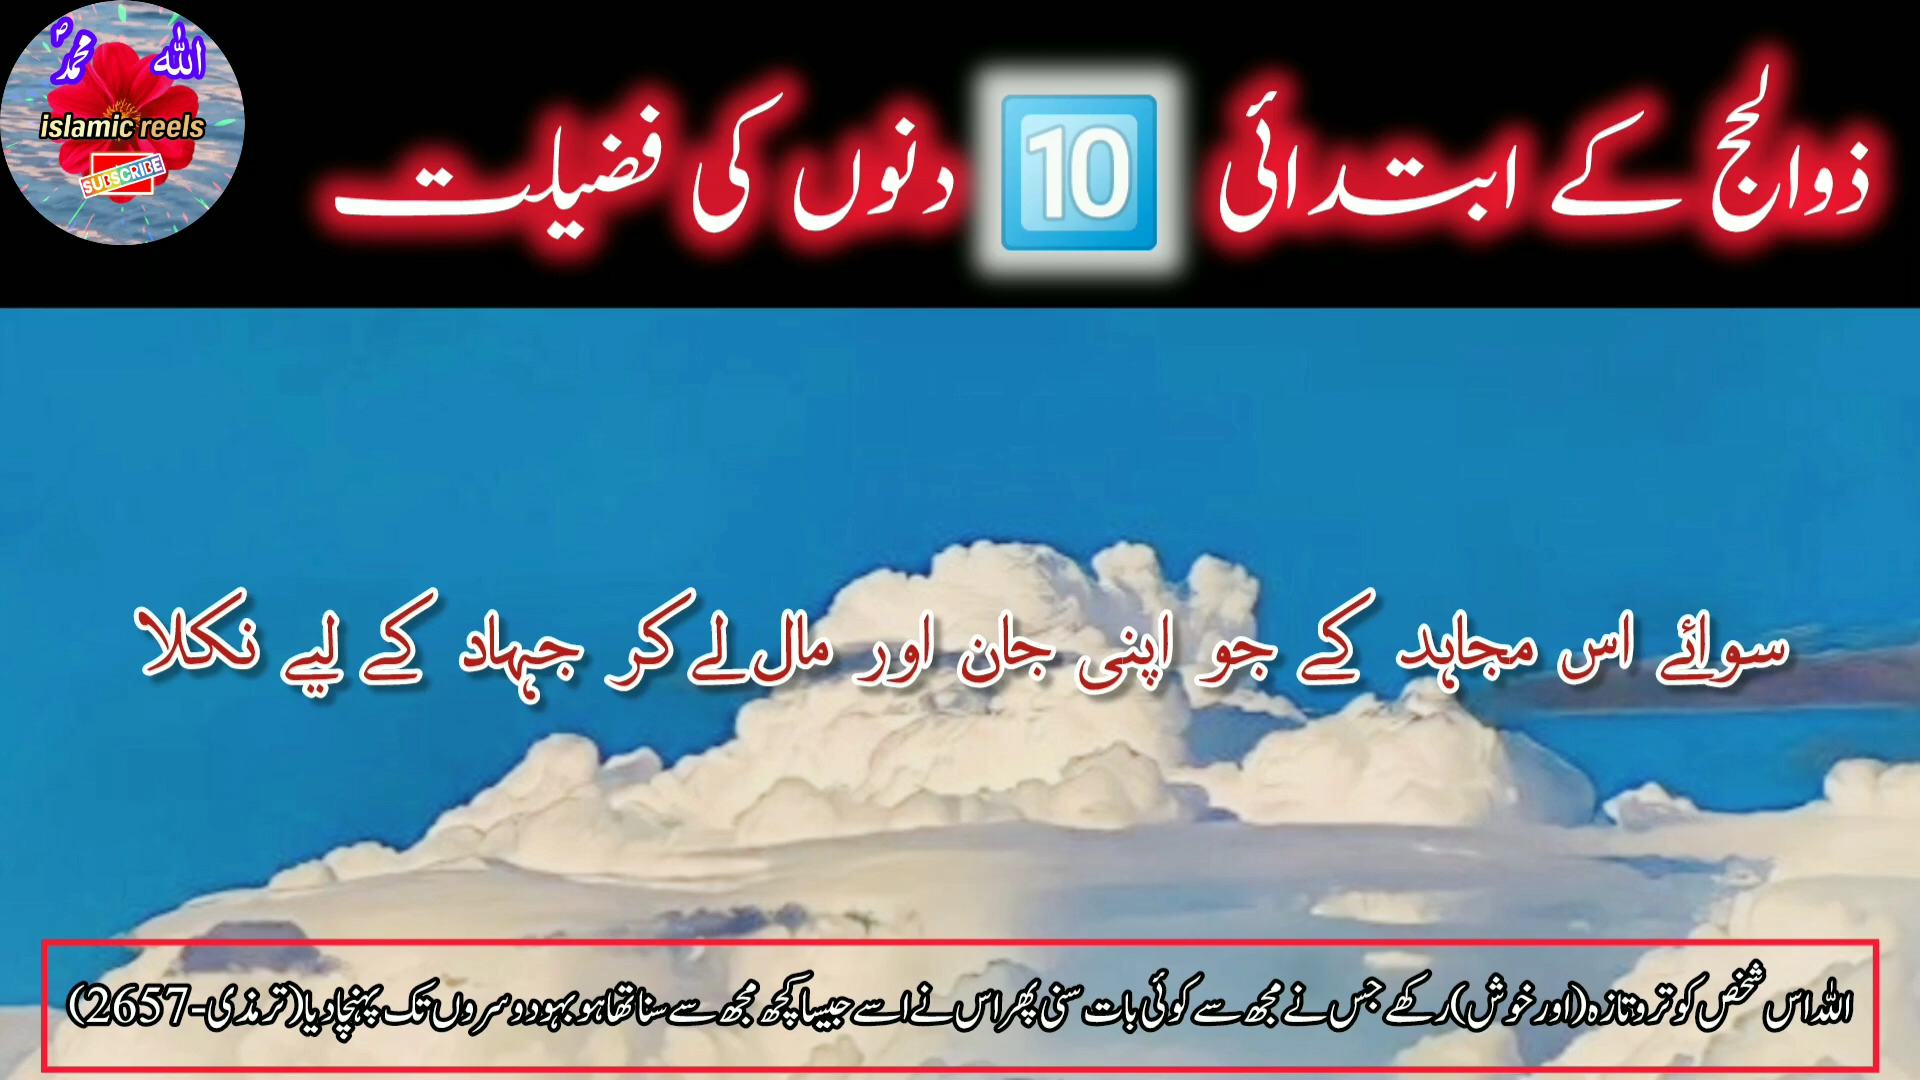 اللہ محمدؐ
islamic reels
SUBSCRIBE
ذوالحج کے ابتدائی 10 دنوں کی فضیلت
سوائے اس مجاہد کے جو اپنی جان اور مال لے کر جہاد کے لیے نکلا
اللہ اس شخص کو تروتازہ(اور خوش)رکھے جس نے مجھ سے کوئی بات سنی پھر اس نے اسے جیسا کچھ مجھ سے سنا تھا ہو بہو دوسروں تک پہنچا دیا(ترمذی-2657)